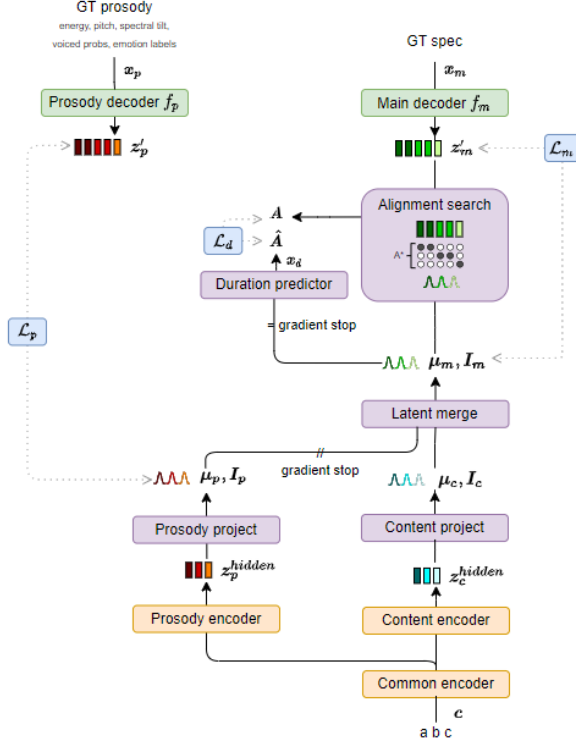 GT prosody
energy, pitch, spectral tilt,
voiced probs, emotion labels
x_p
Prosody decoder f_p
z'_p
GT spec
x_m
Main decoder f_m
z'_m
L_m
Alignment search
A*
A
L_d
Â
x_d
Duration predictor
gradient stop
L_p
μ_m, I_m
Latent merge
//
gradient stop
μ_p, I_p
μ_c, I_c
Prosody project
Content project
z_p^hidden
z_c^hidden
Prosody encoder
Content encoder
Common encoder
c
a b c